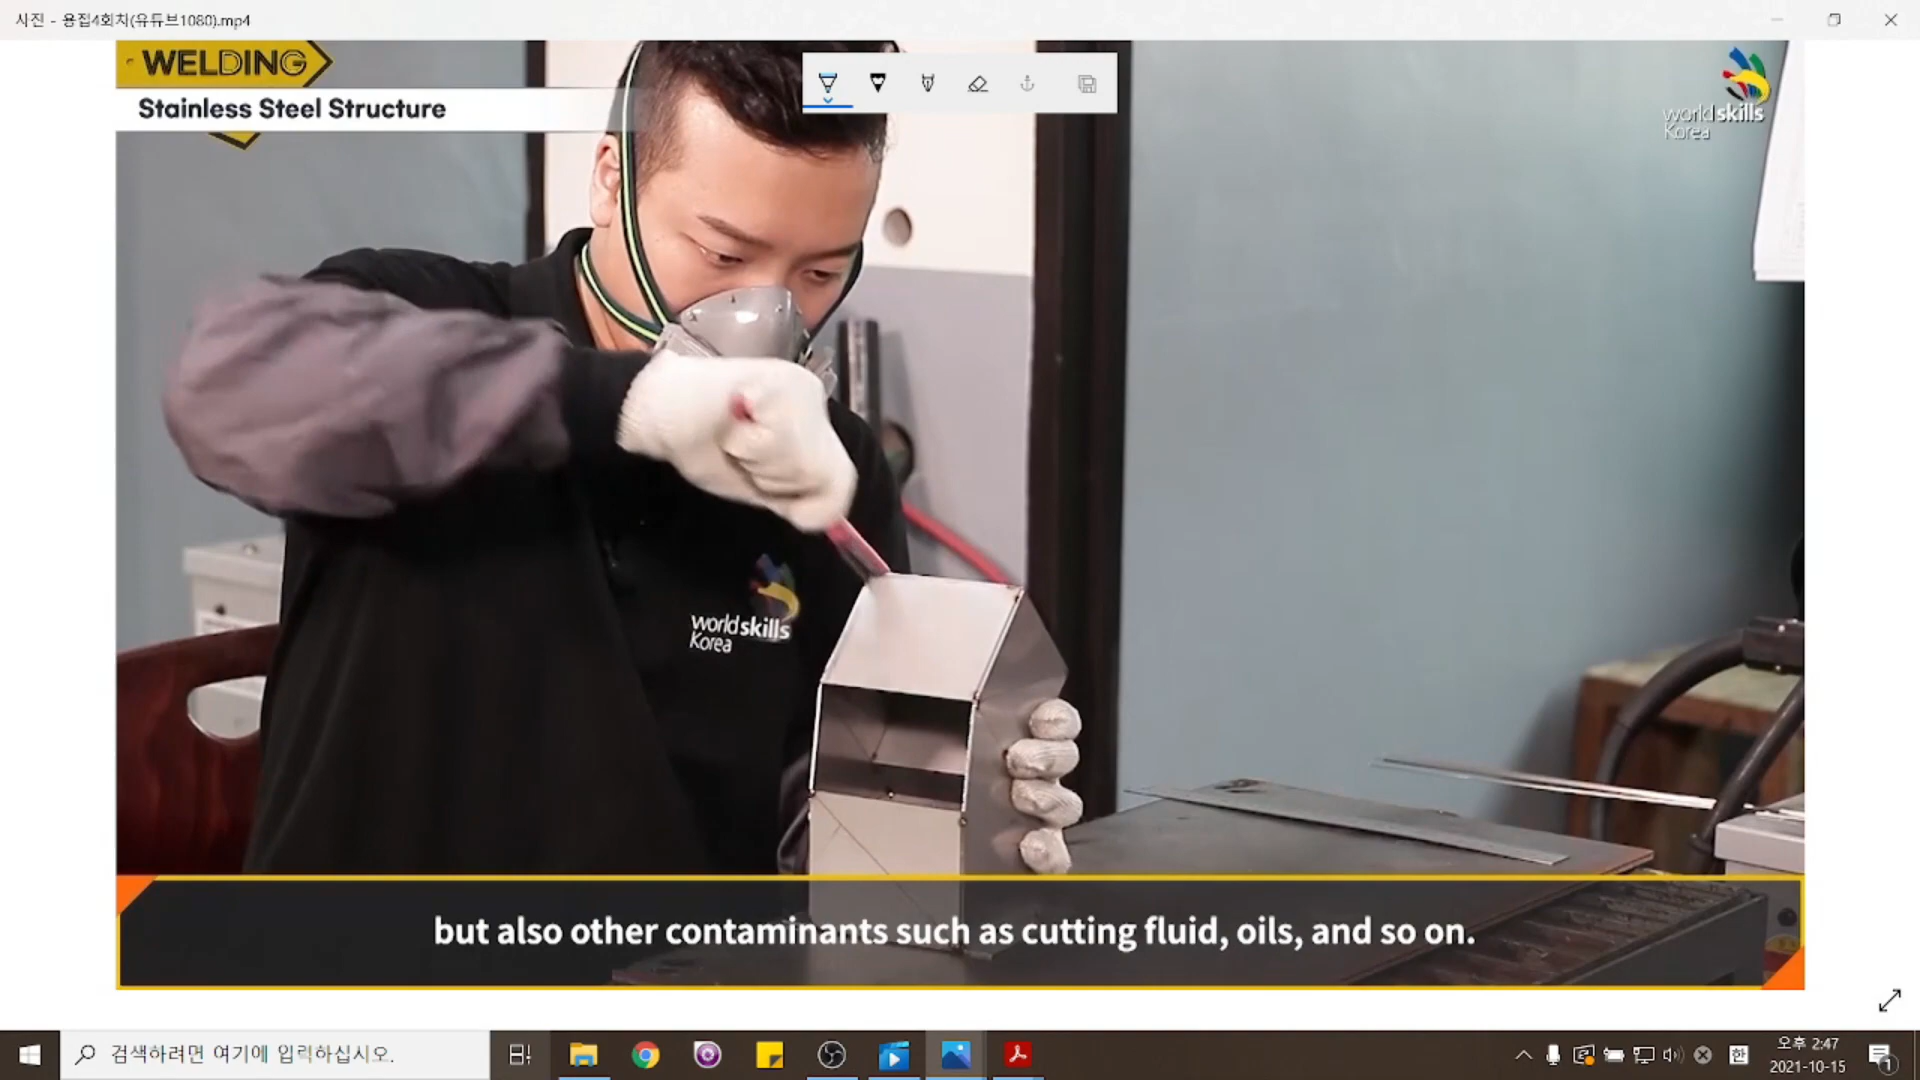 사진 - 용접4회차(유튜브1080).mp4
WELDING
Stainless Steel Structure
worldskills
Korea
worldskills
Korea
but also other contaminants such as cutting fluid, oils, and so on.
검색하려면 여기에 입력하십시오.
한
오후 2:47
2021-10-15
1